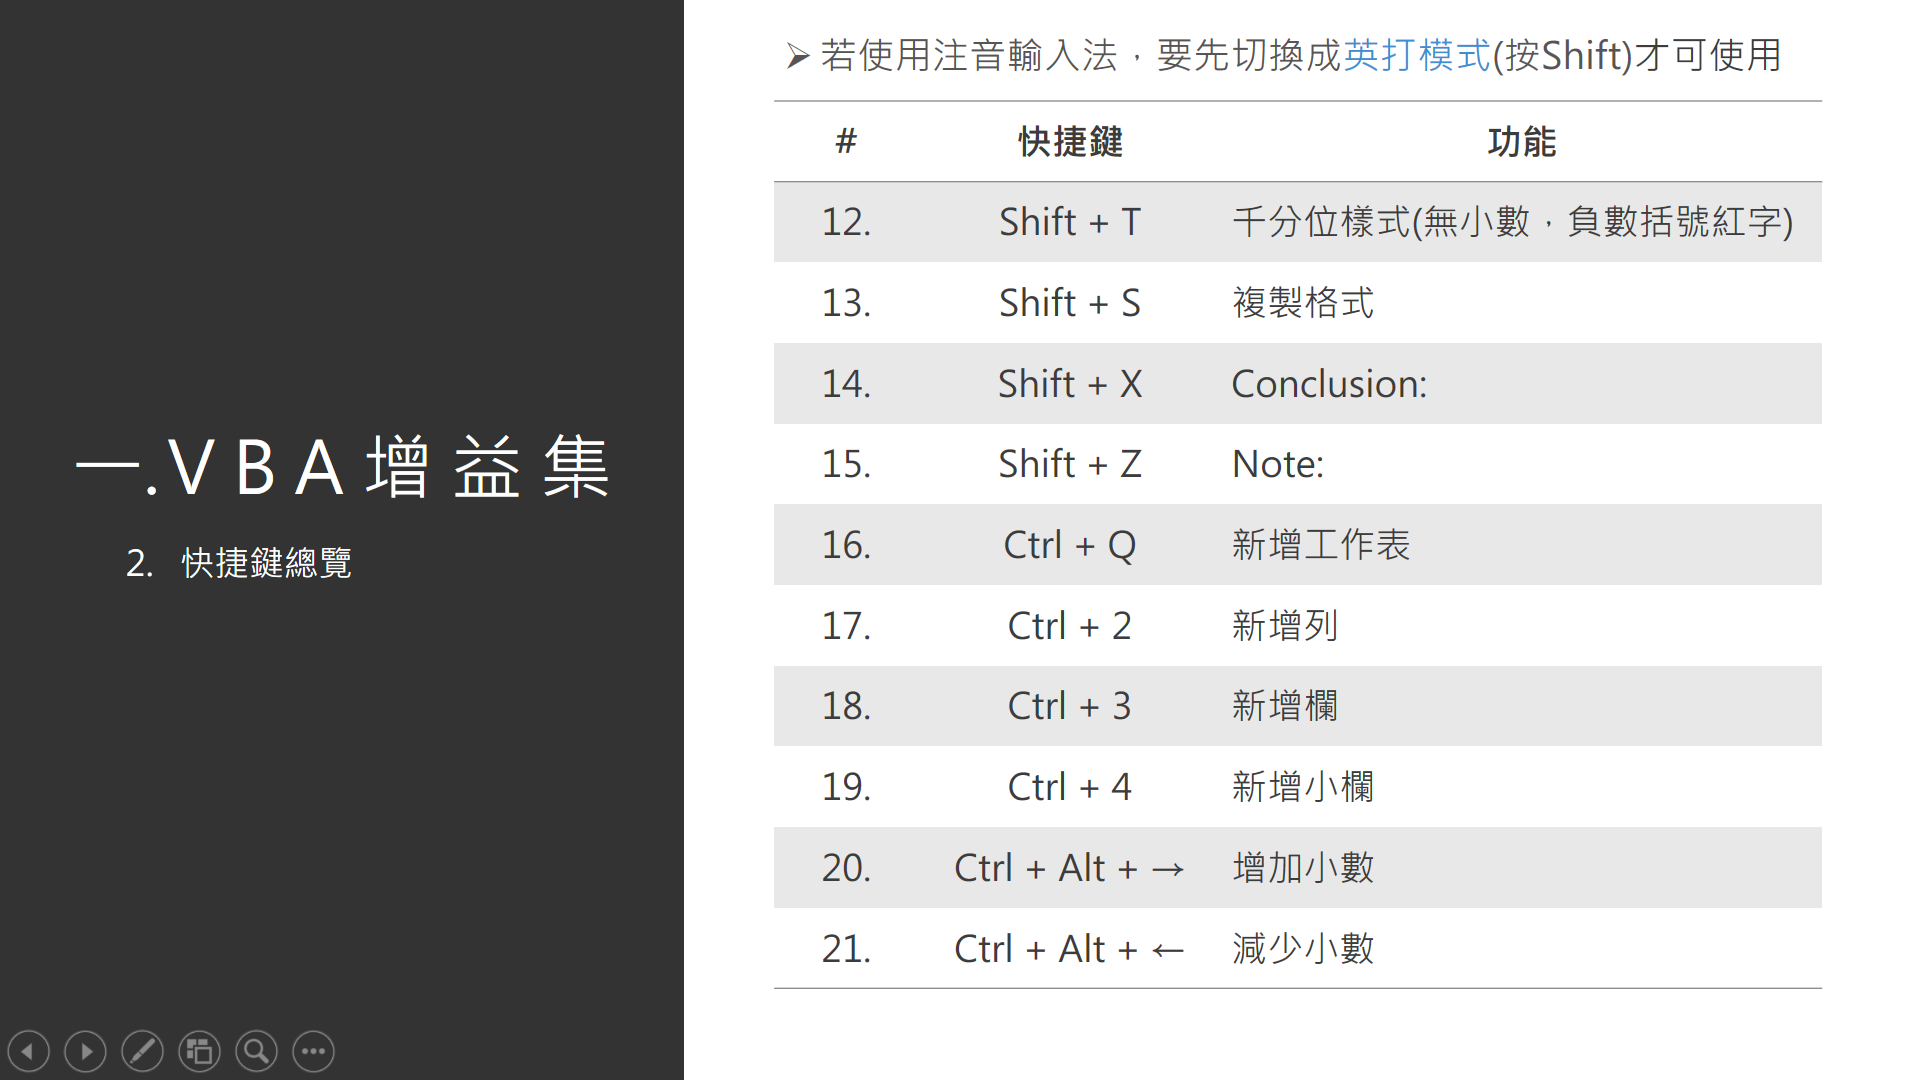 一.VBA增益集
2. 快捷鍵總覽
➢ 若使用注音輸入法，要先切換成英打模式(按Shift)才可使用
# 快捷鍵 功能
12. Shift + T 千分位樣式(無小數，負數括號紅字)
13. Shift + S 複製格式
14. Shift + X Conclusion:
15. Shift + Z Note:
16. Ctrl + Q 新增工作表
17. Ctrl + 2 新增列
18. Ctrl + 3 新增欄
19. Ctrl + 4 新增小欄
20. Ctrl + Alt + → 增加小數
21. Ctrl + Alt + ← 減少小數